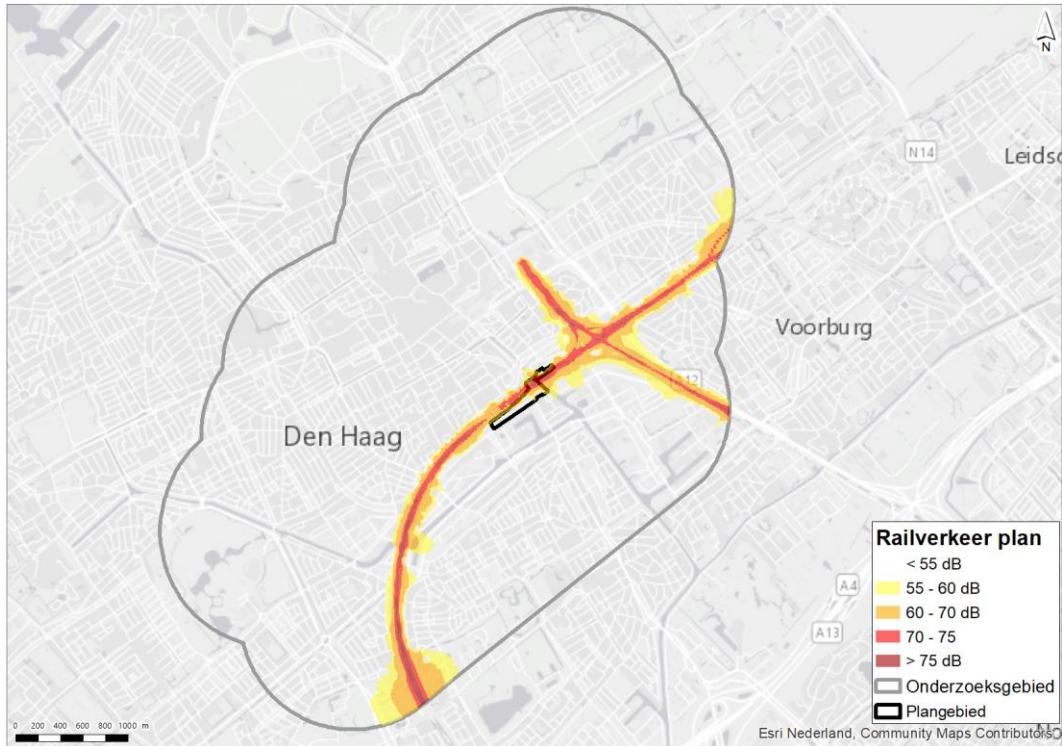 N
N14
Leidsc
Voorburg
A12
Den Haag
A4
A13
Railverkeer plan
< 55 dB
55 - 60 dB
60 - 70 dB
70 - 75
> 75 dB
Onderzoeksgebied
Plangebied
0 200 400 600 800 1000 m
Esri Nederland, Community Maps Contributors